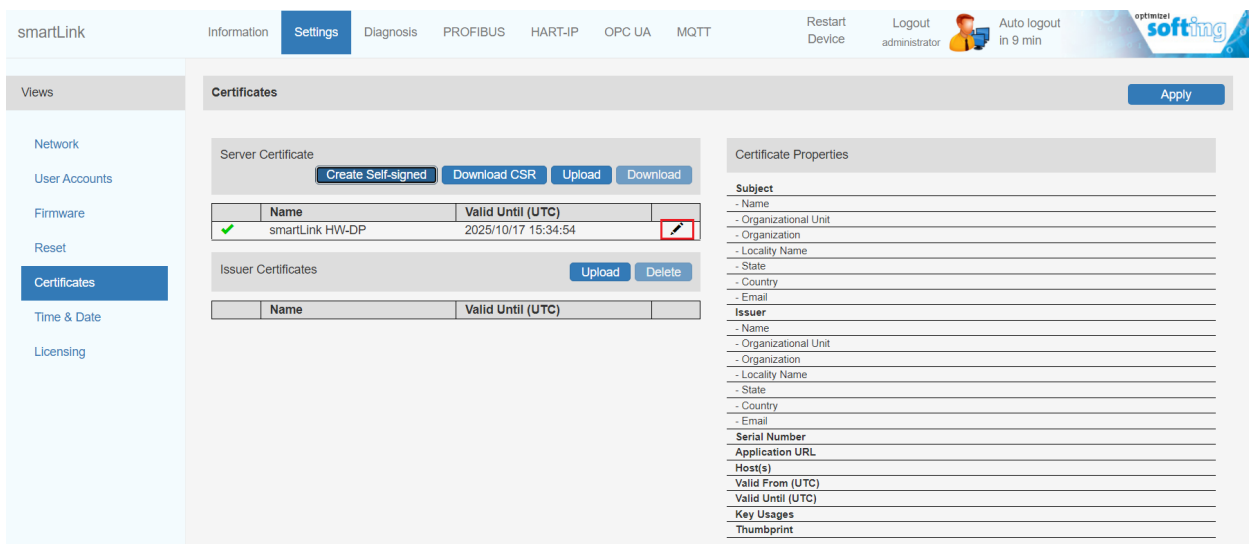 smartLink
Information Settings Diagnosis PROFIBUS HART-IP OPC UA MQTT
Restart Device
Logout administrator
Auto logout in 9 min
optimize!
softing
Views
Network
User Accounts
Firmware
Reset
Certificates
Time & Date
Licensing
Certificates
Apply
Server Certificate
Create Self-signed Download CSR Upload Download
Name Valid Until (UTC)
smartLink HW-DP 2025/10/17 15:34:54
Issuer Certificates
Upload Delete
Name Valid Until (UTC)
Certificate Properties
Subject
- Name
- Organizational Unit
- Organization
- Locality Name
- State
- Country
- Email
Issuer
- Name
- Organizational Unit
- Organization
- Locality Name
- State
- Country
- Email
Serial Number
Application URL
Host(s)
Valid From (UTC)
Valid Until (UTC)
Key Usages
Thumbprint